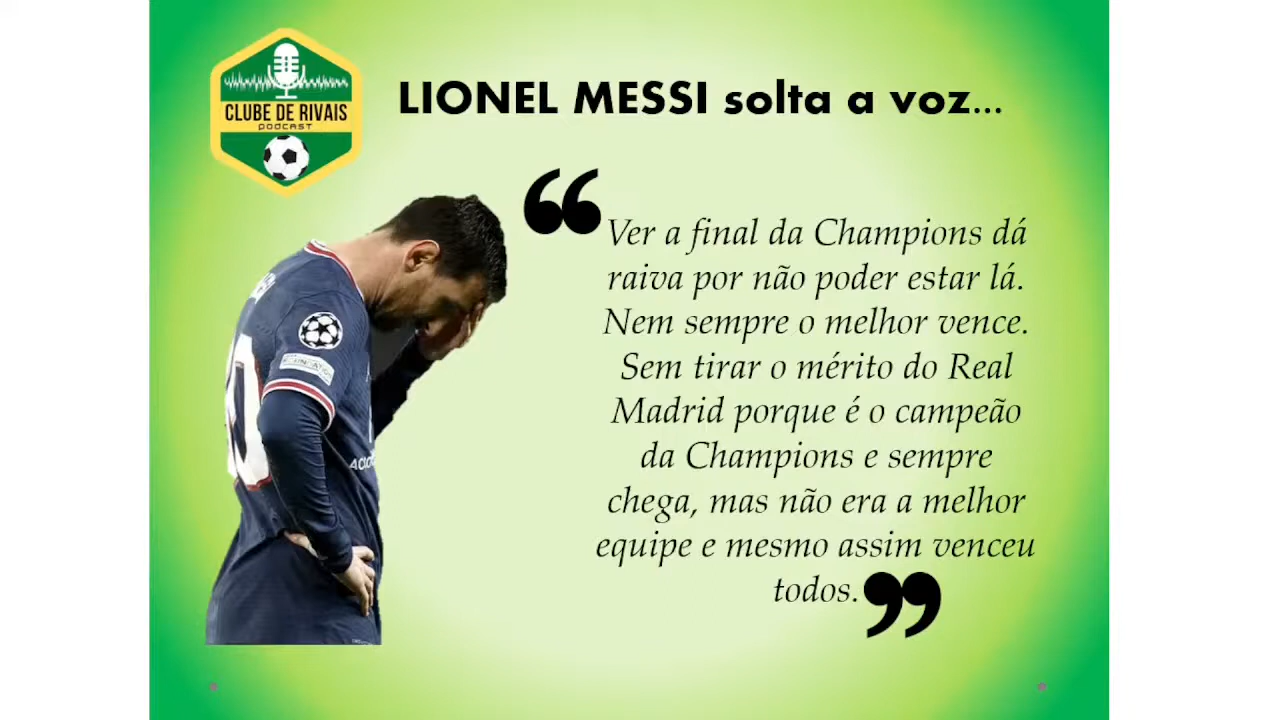 CLUBE DE RIVAIS
PODCAST
LIONEL MESSI solta a voz...
“Ver a final da Champions dá
raiva por não poder estar lá.
Nem sempre o melhor vence.
Sem tirar o mérito do Real
Madrid porque é o campeão
da Champions e sempre
chega, mas não era a melhor
equipe e mesmo assim venceu
todos.”